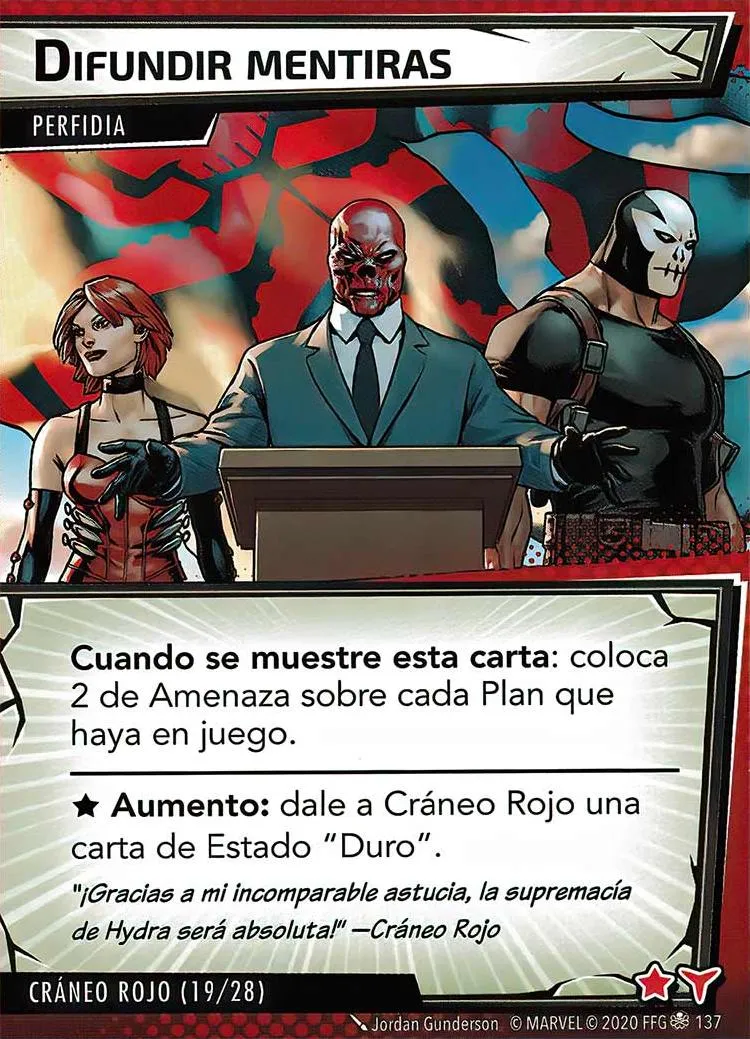 DIFUNDIR MENTIRAS
PERFIDIA
Cuando se muestre esta carta: coloca
2 de Amenaza sobre cada Plan que
haya en juego.
★ Aumento: dale a Cráneo Rojo una
carta de Estado “Duro”.
"¡Gracias a mi incomparable astucia, la supremacía
de Hydra será absoluta!" —Cráneo Rojo
CRÁNEO ROJO (19/28)
Jordan Gunderson © MARVEL © 2020 FFG 137